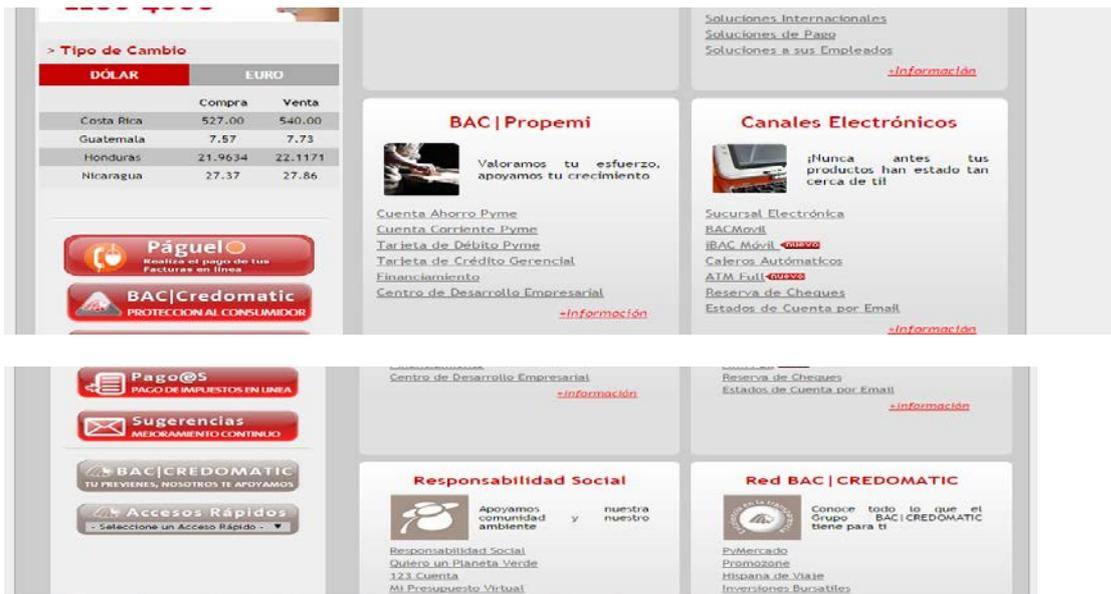 Soluciones Internacionales
Soluciones de Pago
Soluciones a sus Empleados
+Información
> Tipo de Cambio
DÓLAR EURO
Compra Venta
Costa Rica 527.00 540.00
Guatemala 7.57 7.73
Honduras 21.9634 22.1171
Nicaragua 27.37 27.86
Páguelo
Realiza el pago de tus
Facturas en línea
BAC|Credomatic
PROTECCION AL CONSUMIDOR
BAC|Propemi
Valoramos tu esfuerzo,
apoyamos tu crecimiento
Cuenta Ahorro Pyme
Cuenta Corriente Pyme
Tarjeta de Débito Pyme
Tarjeta de Crédito Gerencial
Financiamiento
Centro de Desarrollo Empresarial
+Información
Canales Electrónicos
¡Nunca antes tus
productos han estado tan
cerca de ti!
Sucursal Electrónica
BACMovil
iBAC Móvil nuevo
Cajeros Autómaticos
ATM Full nuevo
Reserva de Cheques
Estados de Cuenta por Email
+Información
Pago@S
PAGO DE IMPUESTOS EN LINEA
Sugerencias
MEJORAMIENTO CONTINUO
BAC|CREDOMATIC
TU PREVIENES, NOSOTROS TE APOYAMOS
Accesos Rápidos
- Seleccione un Acceso Rápido -
Centro de Desarrollo Empresarial
+Información
Reserva de Cheques
Estados de Cuenta por Email
+Información
Responsabilidad Social
Apoyamos nuestra
comunidad y nuestro
ambiente
Responsabilidad Social
Quiero un Planeta Verde
123 Cuenta
Mi Presupuesto Virtual
Red BAC|CREDOMATIC
Conoce todo lo que el
Grupo BAC|CREDOMATIC
tiene para ti
PyMercado
Promozone
Hispana de Viaje
Inversiones Bursatiles